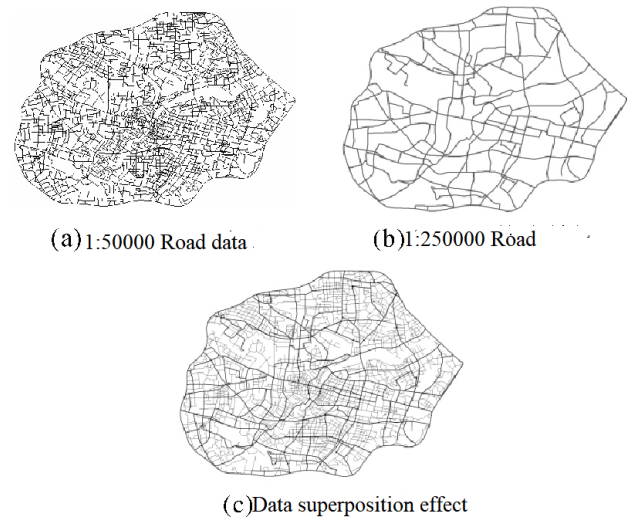 (a) 1:50000 Road data
(b) 1:250000 Road
(c) Data superposition effect